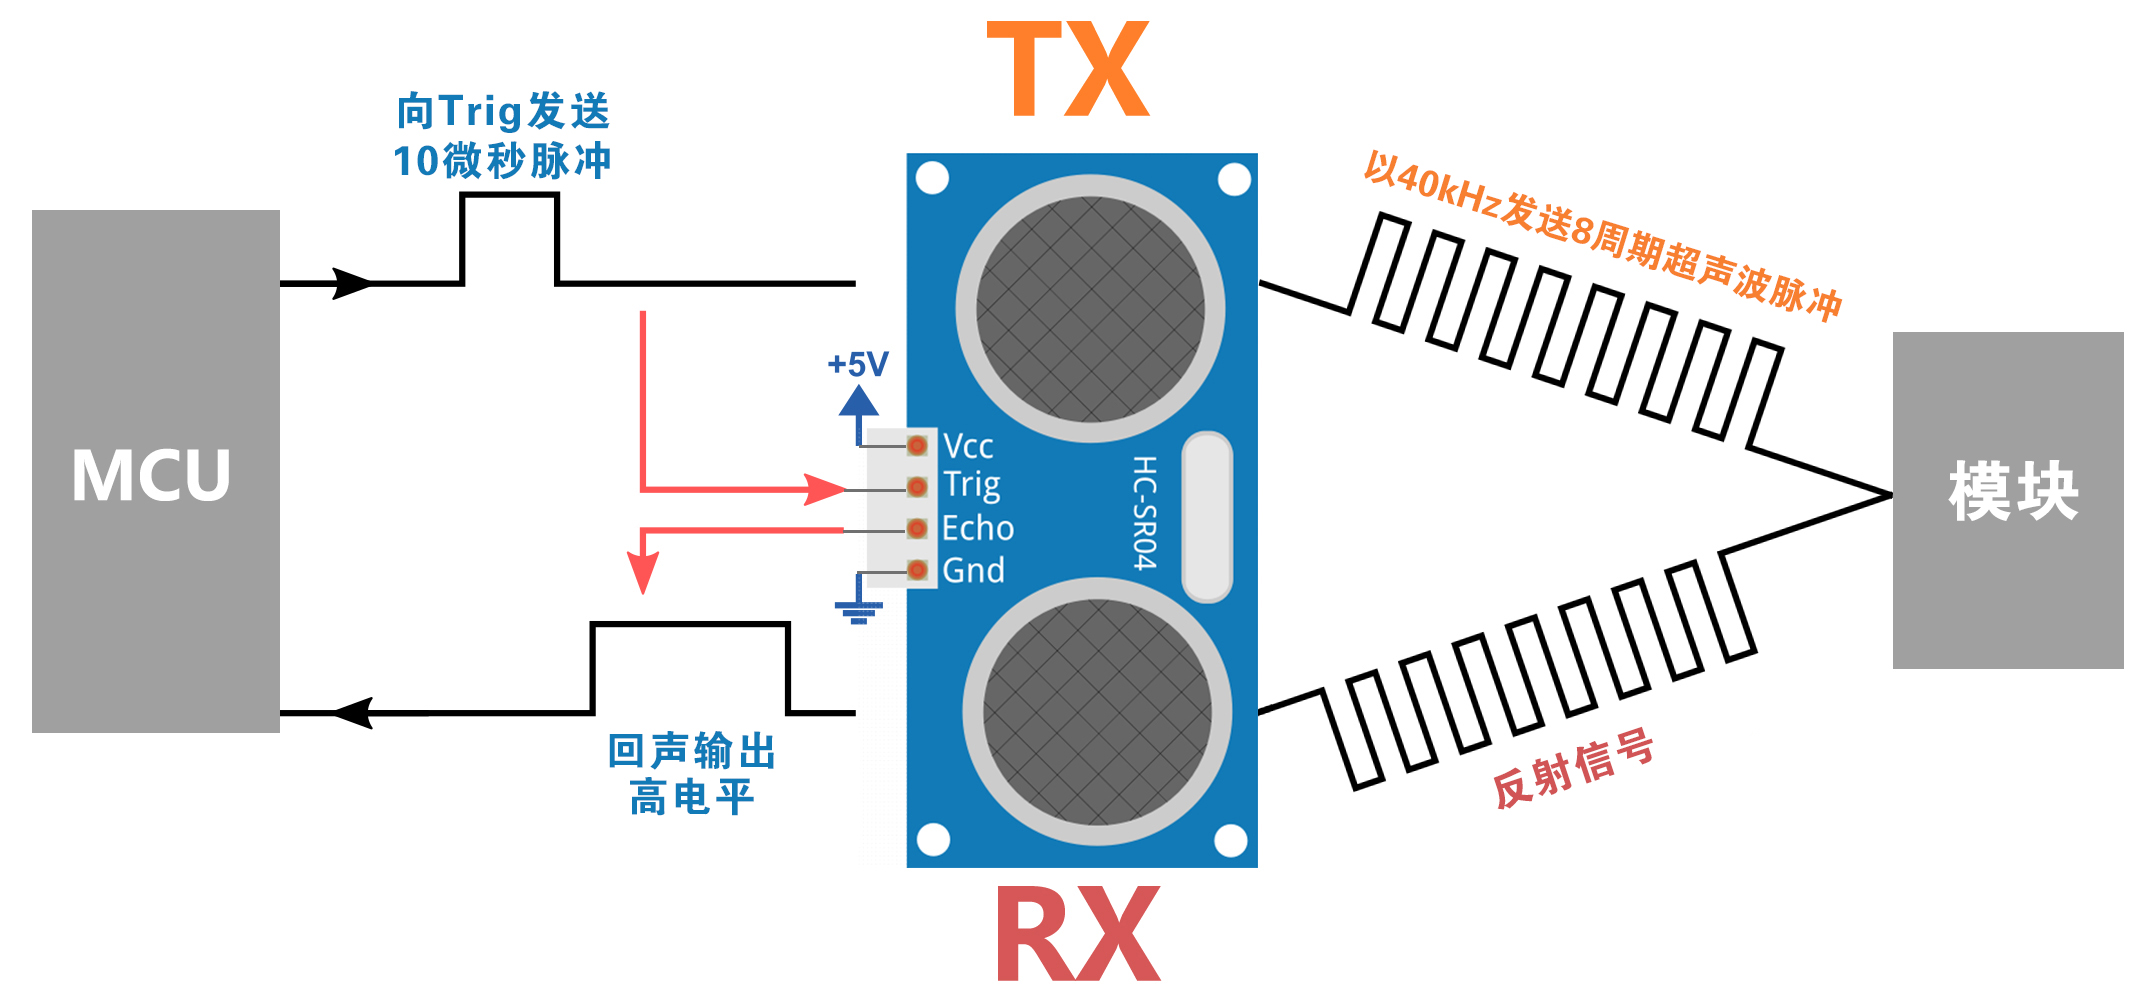 TX
向Trig发送
10微秒脉冲
以40kHz发送8周期超声波脉冲
MCU
+5V
Vcc
Trig
Echo
Gnd
HC-SR04
模块
回声输出
高电平
反射信号
RX